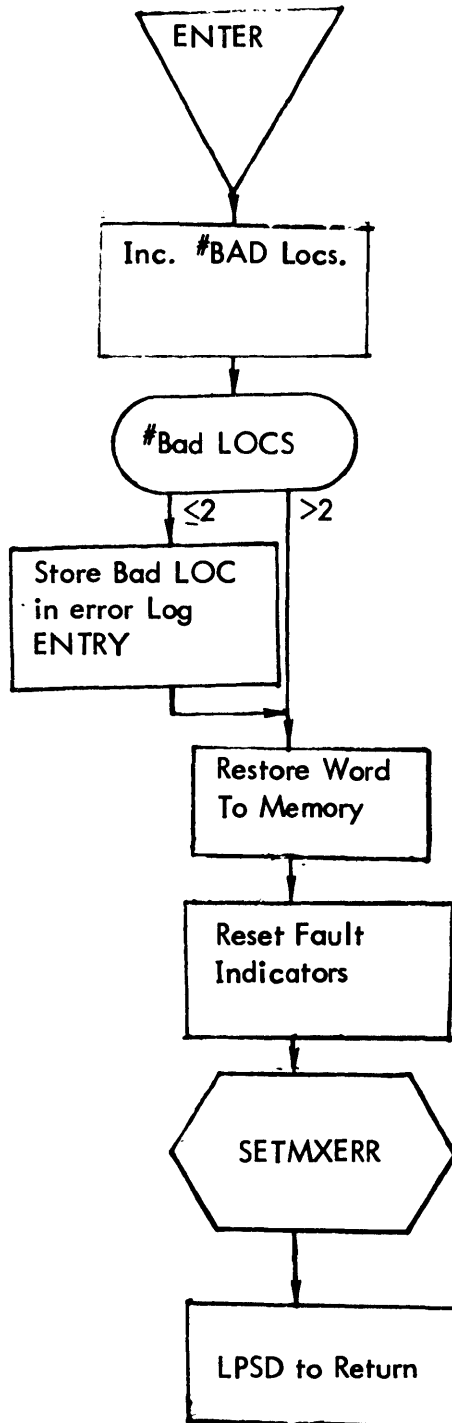 ENTER
Inc. #BAD Locs.
#Bad LOCS
≤2 >2
Store Bad LOC
in error Log
ENTRY
Restore Word
To Memory
Reset Fault
Indicators
SETMXERR
LPSD to Return